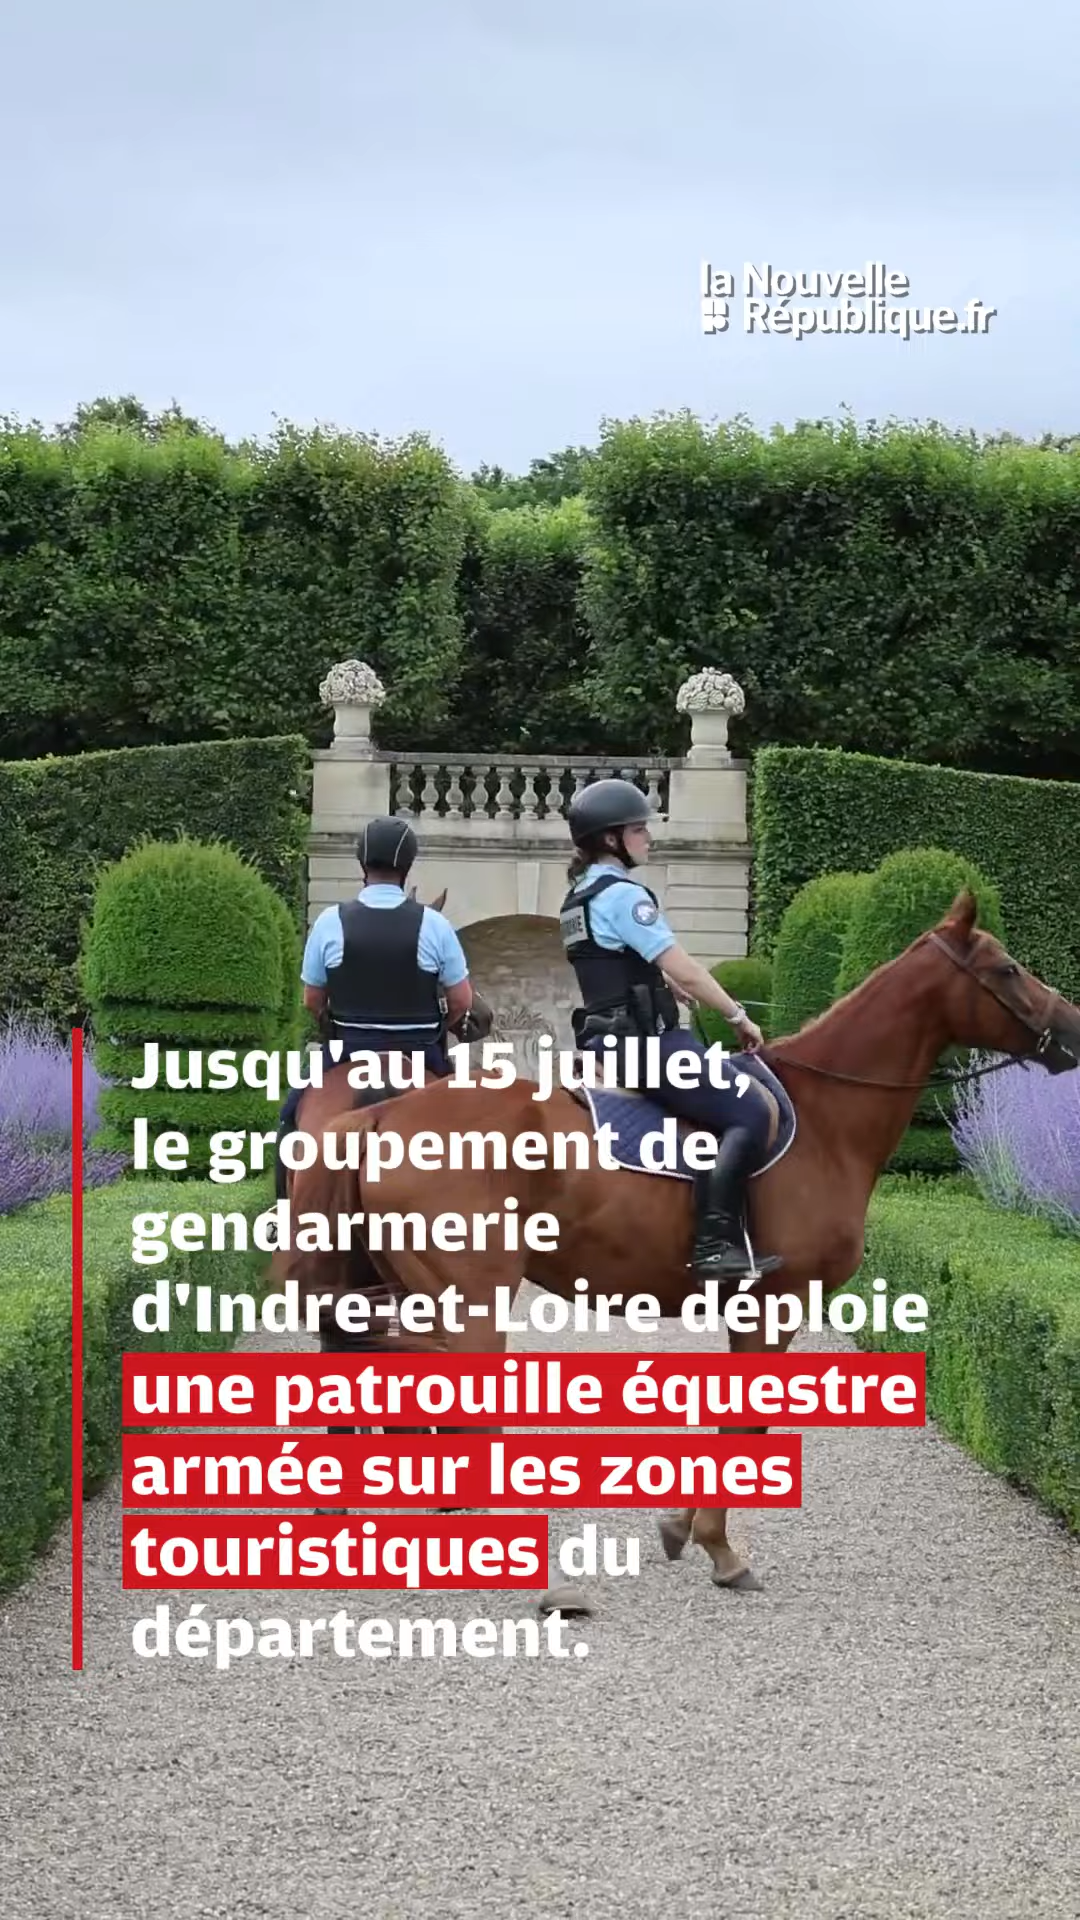 la Nouvelle
République.fr
Jusqu'au 15 juillet,
le groupement de
gendarmerie
d'Indre-et-Loire déploie
une patrouille équestre
armée sur les zones
touristiques du
département.